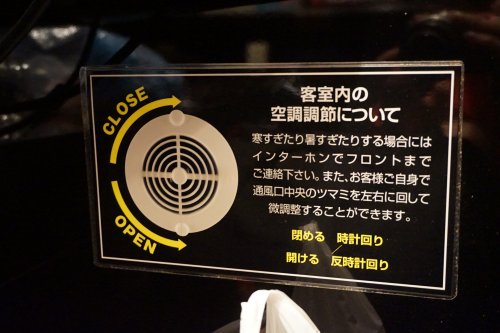 CLOSE
OPEN
客室内の
空調調節について
寒すぎたり暑すぎたりする場合には
インターホンでフロントまで
ご連絡下さい。また、お客様ご自身で
通風口中央のツマミを左右に回して
微調整することができます。
閉める 時計回り
開ける 反時計回り